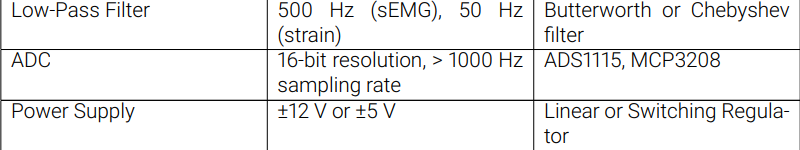 Low-Pass Filter 500 Hz (sEMG), 50 Hz Butterworth or Chebyshev
(strain) filter
ADC 16-bit resolution, > 1000 Hz ADS1115, MCP3208
sampling rate
Power Supply ±12 V or ±5 V Linear or Switching Regula-
tor